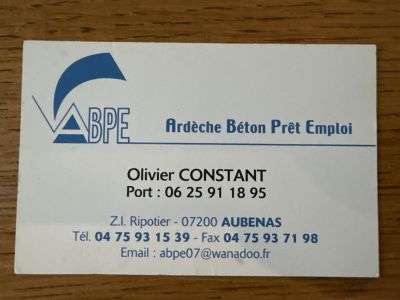 ABPE
Ardèche Béton Prêt Emploi
Olivier CONSTANT
Port : 06 25 91 18 95
Z.I. Ripotier - 07200 AUBENAS
Tél. 04 75 93 15 39 - Fax 04 75 93 71 98
Email : abpe07@wanadoo.fr